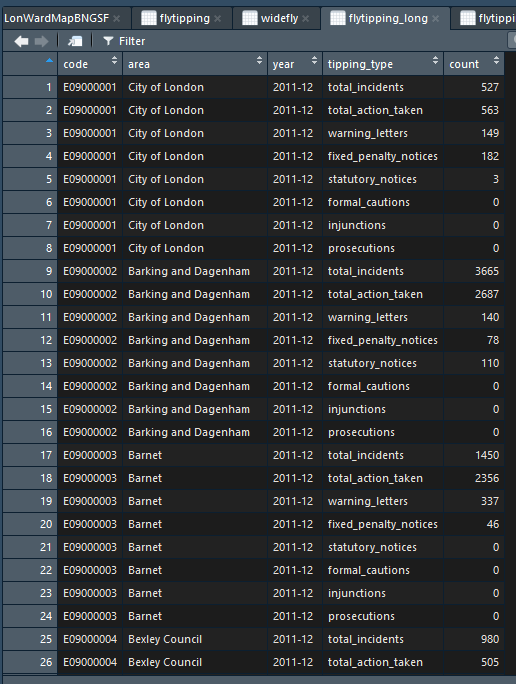 LonWardMapBNGSF × flytipping × widefly × flytipping_long × flytippi
Filter
code area year tipping_type count
1 E09000001 City of London 2011-12 total_incidents 527
2 E09000001 City of London 2011-12 total_action_taken 563
3 E09000001 City of London 2011-12 warning_letters 149
4 E09000001 City of London 2011-12 fixed_penalty_notices 182
5 E09000001 City of London 2011-12 statutory_notices 3
6 E09000001 City of London 2011-12 formal_cautions 0
7 E09000001 City of London 2011-12 injunctions 0
8 E09000001 City of London 2011-12 prosecutions 0
9 E09000002 Barking and Dagenham 2011-12 total_incidents 3665
10 E09000002 Barking and Dagenham 2011-12 total_action_taken 2687
11 E09000002 Barking and Dagenham 2011-12 warning_letters 140
12 E09000002 Barking and Dagenham 2011-12 fixed_penalty_notices 78
13 E09000002 Barking and Dagenham 2011-12 statutory_notices 110
14 E09000002 Barking and Dagenham 2011-12 formal_cautions 0
15 E09000002 Barking and Dagenham 2011-12 injunctions 0
16 E09000002 Barking and Dagenham 2011-12 prosecutions 0
17 E09000003 Barnet 2011-12 total_incidents 1450
18 E09000003 Barnet 2011-12 total_action_taken 2356
19 E09000003 Barnet 2011-12 warning_letters 337
20 E09000003 Barnet 2011-12 fixed_penalty_notices 46
21 E09000003 Barnet 2011-12 statutory_notices 0
22 E09000003 Barnet 2011-12 formal_cautions 0
23 E09000003 Barnet 2011-12 injunctions 0
24 E09000003 Barnet 2011-12 prosecutions 0
25 E09000004 Bexley Council 2011-12 total_incidents 980
26 E09000004 Bexley Council 2011-12 total_action_taken 505